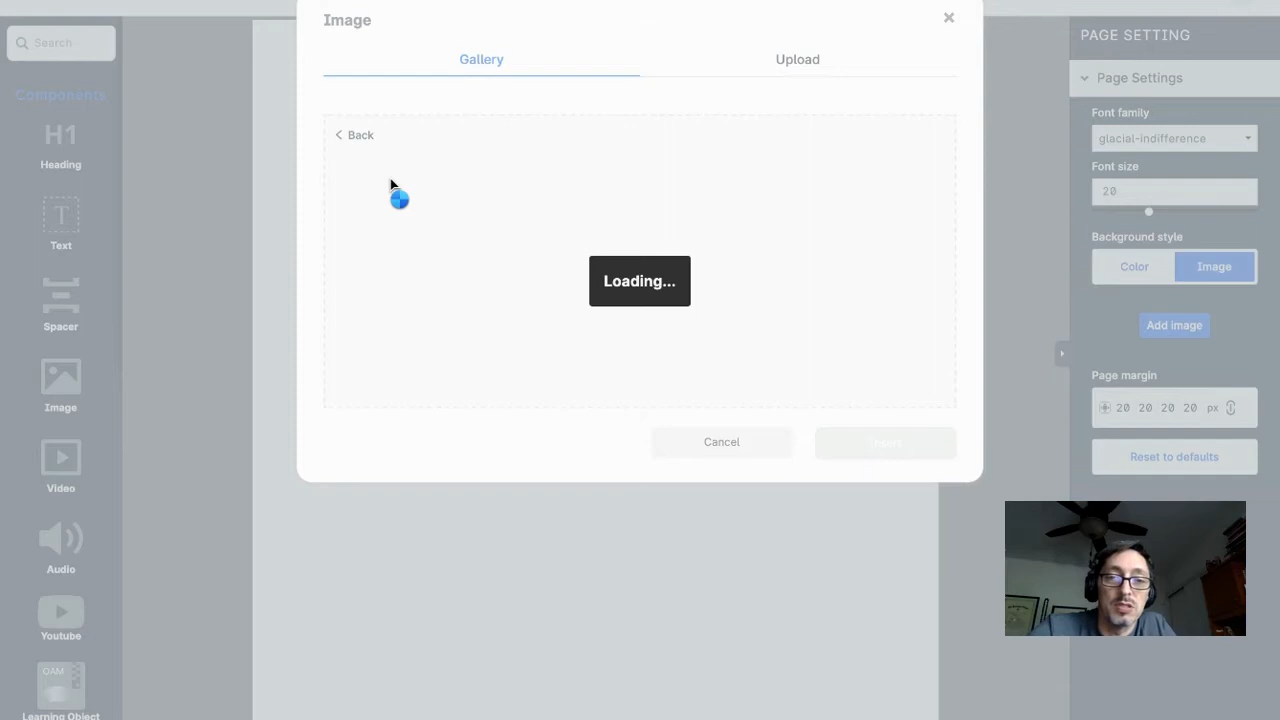 Image
×
PAGE SETTING
Search
Gallery
Upload
Page Settings
Components
Font family
H1
Back
glacial-indifference
Heading
Font size
20
T
Text
Background style
Color
Image
Loading...
Spacer
Add image
Page margin
Image
20 20 20 20 px
Cancel
Insert
Reset to defaults
Video
Audio
Youtube
OAM
Learning Object